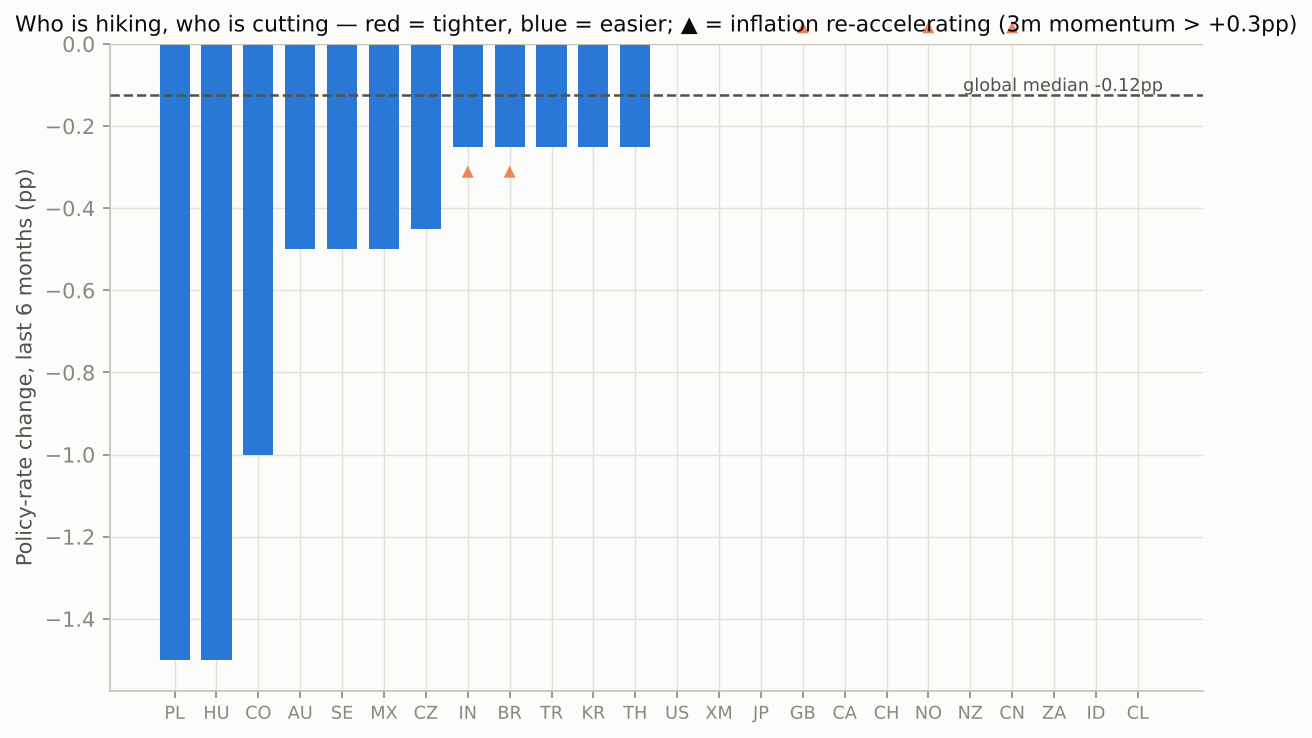 Who is hiking, who is cutting — red = tighter, blue = easier; ▲ = inflation re-accelerating (3m momentum > +0.3pp)
Policy-rate change, last 6 months (pp)
0.0
−0.2
−0.4
−0.6
−0.8
−1.0
−1.2
−1.4
global median -0.12pp
PL HU CO AU SE MX CZ IN BR TR KR TH US XM JP GB CA CH NO NZ CN ZA ID CL